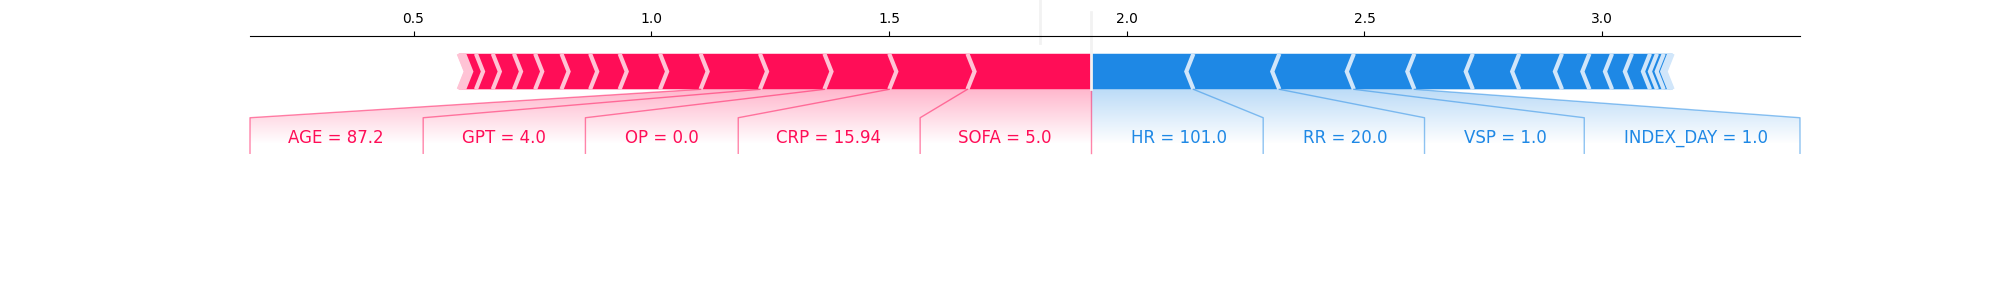 0.5 1.0 1.5 2.0 2.5 3.0
AGE = 87.2 GPT = 4.0 OP = 0.0 CRP = 15.94 SOFA = 5.0 HR = 101.0 RR = 20.0 VSP = 1.0 INDEX_DAY = 1.0